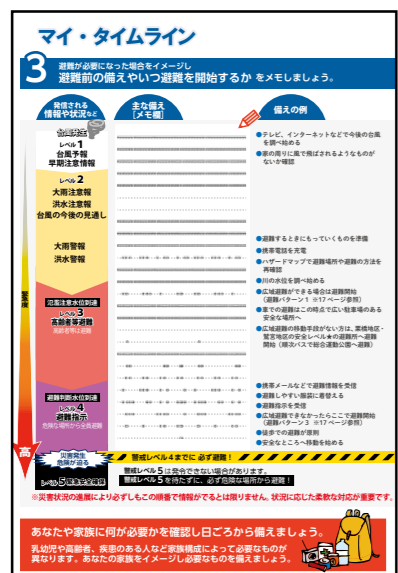 マイ・タイムライン
3 避難が必要になった場合をイメージし
避難前の備えやいつ避難を開始するか をメモしましょう。
発信される
情報や状況など
主な備え
[メモ欄]
備えの例
台風発生
レベル1
台風予報
早期注意情報
●テレビ、インターネットなどで今後の台風
を調べ始める
●家の周りに風で飛ばされるようなものが
ないか確認
レベル2
大雨注意報
洪水注意報
台風の今後の見通し
大雨警報
洪水警報
●避難するときにもっていくものを準備
●携帯電話を充電
●ハザードマップで避難場所や避難の方法を
再確認
●川の水位を調べ始める
●広域避難ができる場合は避難開始
(避難パターン1 ※17ページ参照)
●車での避難はこの時点で広い駐車場のある
安全な場所へ
●広域避難の移動手段がない方は、栗橋地区・
鷲宮地区の安全レベル★の避難所へ避難
開始(順次バスで総合運動公園へ避難)
氾濫注意水位到達
レベル3
高齢者等避難
高齢者等は避難
避難判断水位到達
レベル4
避難指示
危険な場所から全員避難
●携帯メールなどで避難情報を受信
●避難しやすい服装に着替える
●避難指示を受信
●広域避難できなかったらここで避難開始
(避難パターン3 ※17ページ参照)
●徒歩での避難が原則
●安全なところへ移動を始める
警戒レベル4までに 必ず避難!
高
災害発生
危険が迫る
レベル5緊急安全確保
警戒レベル5は発令できない場合があります。
警戒レベル5を待たずに、必ず危険な場所から避難!
※災害状況の進展により必ずしもこの順番で情報がでるとは限りません。状況に応じた柔軟な対応が重要です。
あなたや家族に何が必要かを確認し日ごろから備えましょう。
乳幼児や高齢者、疾患のある人など家族構成によって必要なものが
異なります。あなたの家族をイメージし必要なものを備えましょう。